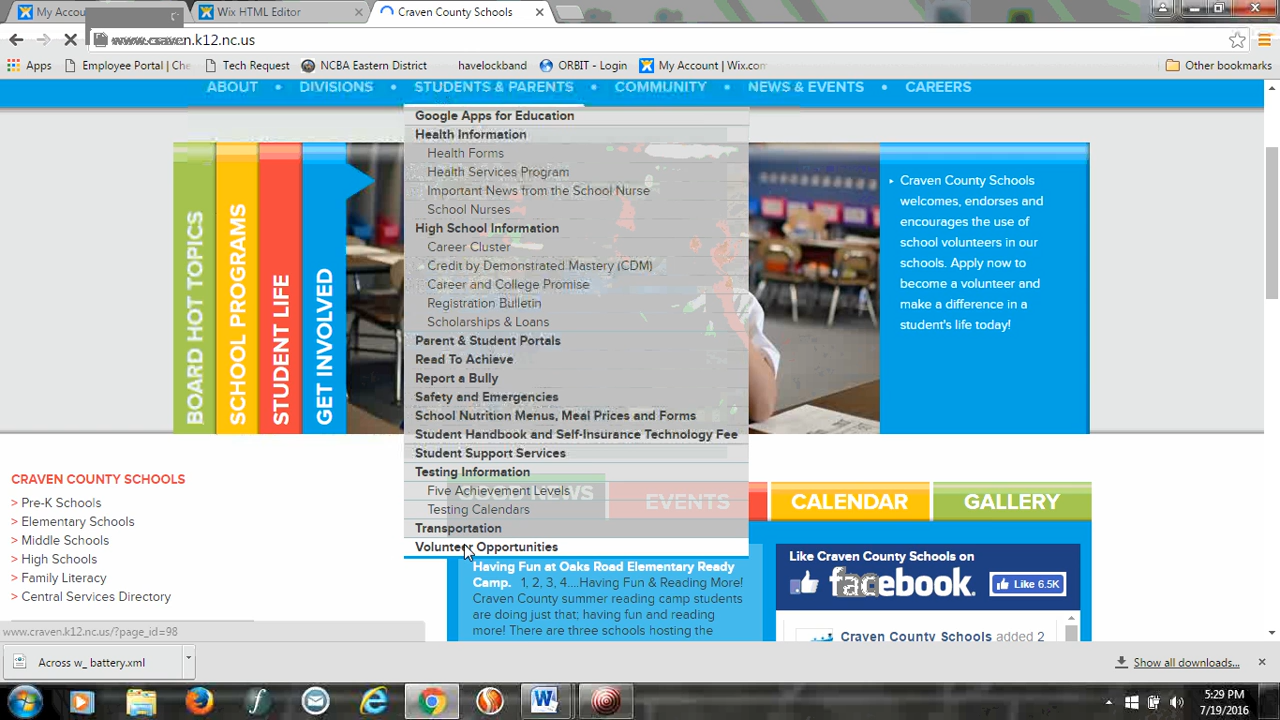 My Accou
Wix HTML Editor
Craven County Schools
www.craven.k12.nc.us
Apps
Employee Portal | Che
Tech Request
NCBA Eastern District
havelockband
ORBIT - Login
My Account | Wix.com
Other bookmarks
ABOUT • DIVISIONS • STUDENTS & PARENTS • COMMUNITY • NEWS & EVENTS • CAREERS
Google Apps for Education
Health Information
Health Forms
Health Services Program
Important News from the School Nurse
School Nurses
High School Information
Career Cluster
Credit by Demonstrated Mastery (CDM)
Career and College Promise
Registration Bulletin
Scholarships & Loans
Parent & Student Portals
Read To Achieve
Report a Bully
Safety and Emergencies
School Nutrition Menus, Meal Prices and Forms
Student Handbook and Self-Insurance Technology Fee
Student Support Services
Testing Information
Five Achievement Levels
Testing Calendars
Transportation
Volunteer Opportunities
BOARD HOT TOPICS
SCHOOL PROGRAMS
STUDENT LIFE
GET INVOLVED
Craven County Schools
welcomes, endorses and
encourages the use of
school volunteers in our
schools. Apply now to
become a volunteer and
make a difference in a
student's life today!
CRAVEN COUNTY SCHOOLS
> Pre-K Schools
> Elementary Schools
> Middle Schools
> High Schools
> Family Literacy
> Central Services Directory
GOOD NEWS
EVENTS
CALENDAR
GALLERY
Having Fun at Oaks Road Elementary Ready
Camp. 1, 2, 3, 4....Having Fun & Reading More!
Craven County summer reading camp students
are doing just that; having fun and reading
more! There are three schools hosting the
Like Craven County Schools on
facebook
Like 6.5K
Craven County Schools added 2
www.craven.k12.nc.us/?page_id=98
Across w_ battery.xml
Show all downloads...
5:29 PM
7/19/2016